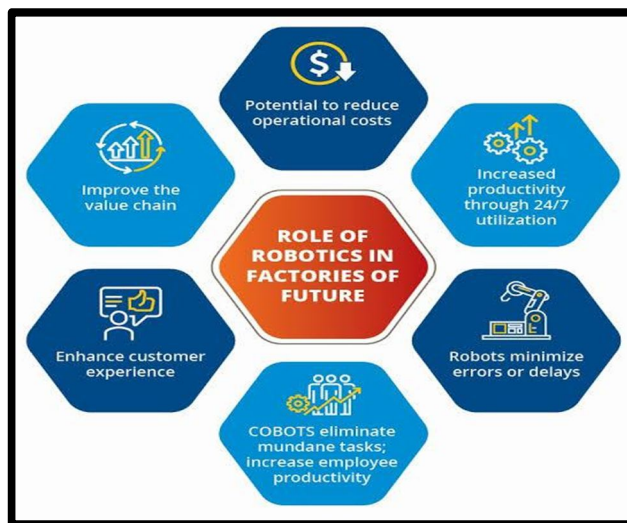 $
Potential to reduce
operational costs
Improve the
value chain
Increased
productivity
through 24/7
utilization
ROLE OF
ROBOTICS IN
FACTORIES OF
FUTURE
Enhance customer
experience
Robots minimize
errors or delays
COBOTS eliminate
mundane tasks;
increase employee
productivity